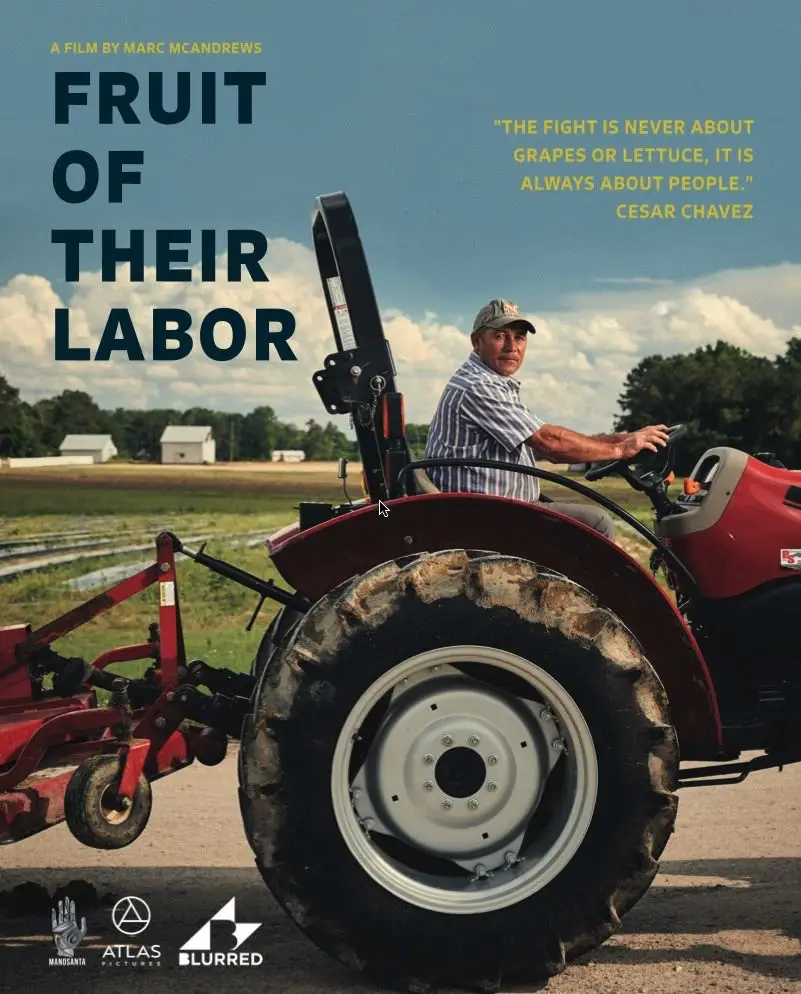 A FILM BY MARC MCANDREWS
FRUIT
OF
THEIR
LABOR
"THE FIGHT IS NEVER ABOUT
GRAPES OR LETTUCE, IT IS
ALWAYS ABOUT PEOPLE."
CESAR CHAVEZ
BS
MANOSANTA
ATLAS
PICTURES
BLURRED